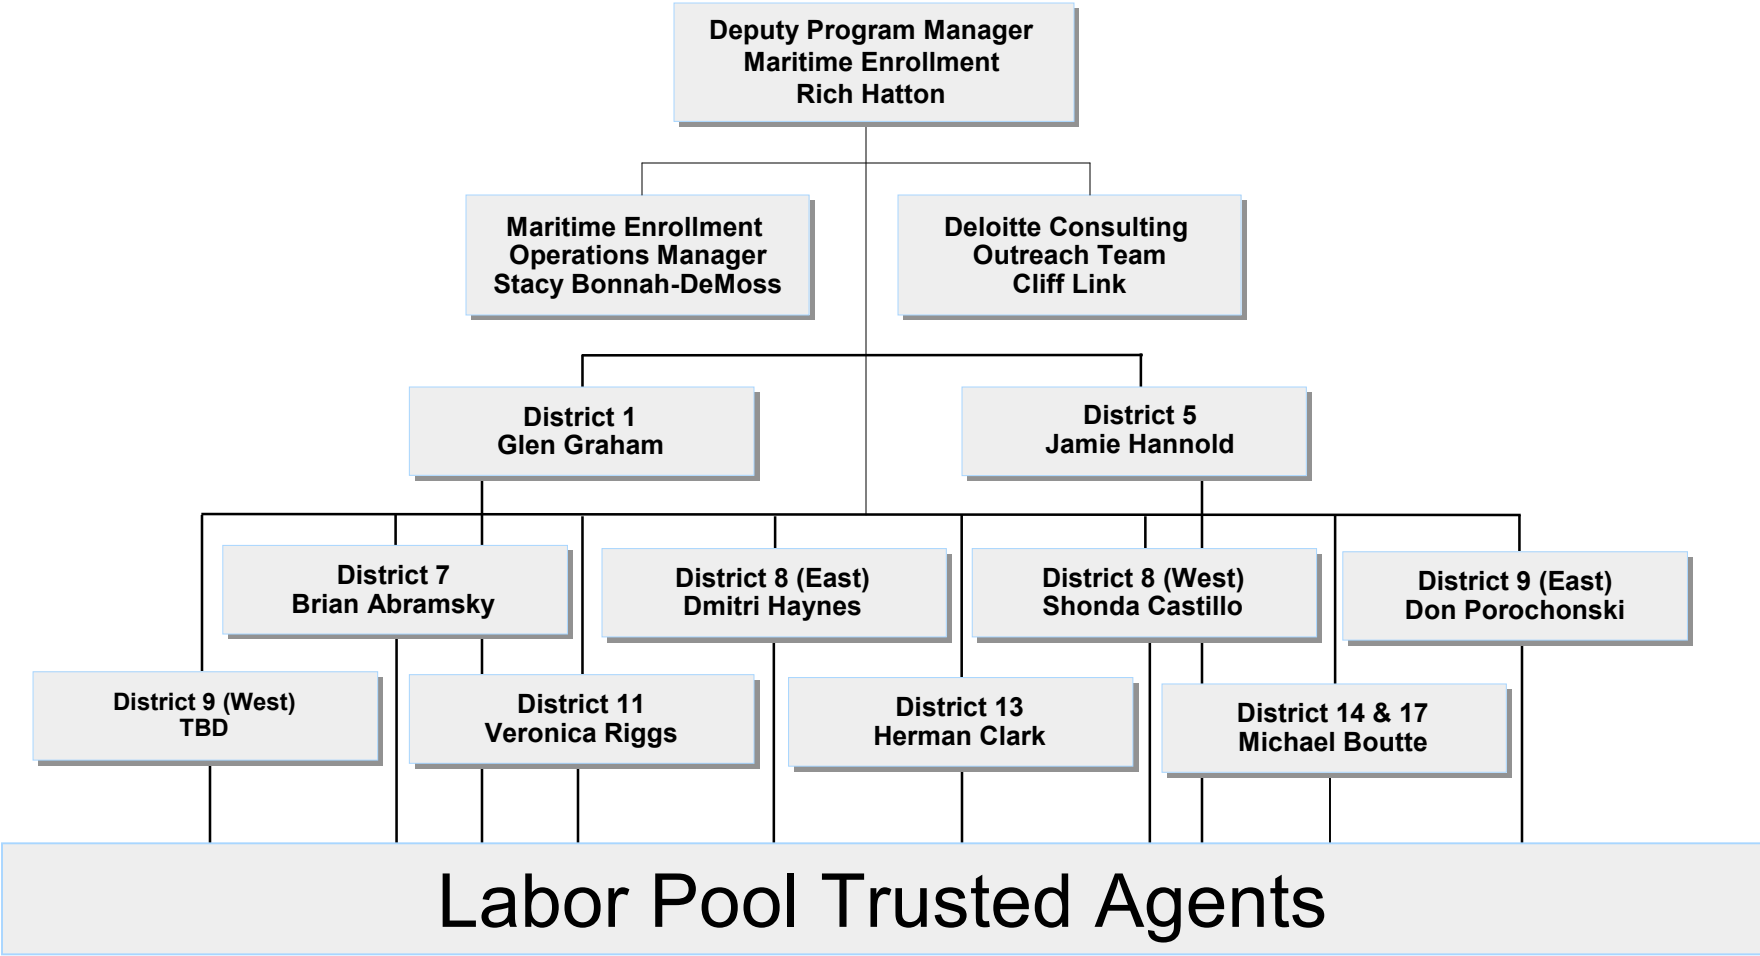 Deputy Program Manager
Maritime Enrollment
Rich Hatton
Maritime Enrollment
Operations Manager
Stacy Bonnah-DeMoss
Deloitte Consulting
Outreach Team
Cliff Link
District 1
Glen Graham
District 5
Jamie Hannold
District 7
Brian Abramsky
District 8 (East)
Dmitri Haynes
District 8 (West)
Shonda Castillo
District 9 (East)
Don Porochonski
District 9 (West)
TBD
District 11
Veronica Riggs
District 13
Herman Clark
District 14 & 17
Michael Boutte
Labor Pool Trusted Agents